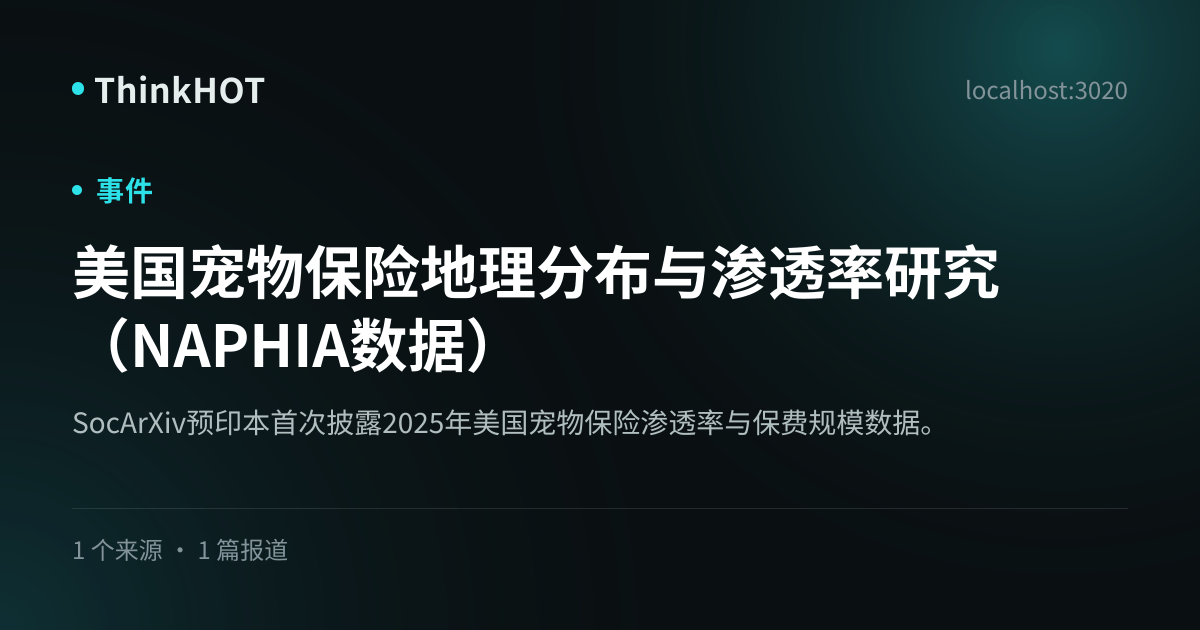 ThinkHOT
localhost:3020
事件
美国宠物保险地理分布与渗透率研究
（NAPHIA数据）
SocArXiv预印本首次披露2025年美国宠物保险渗透率与保费规模数据。
1 个来源 · 1 篇报道